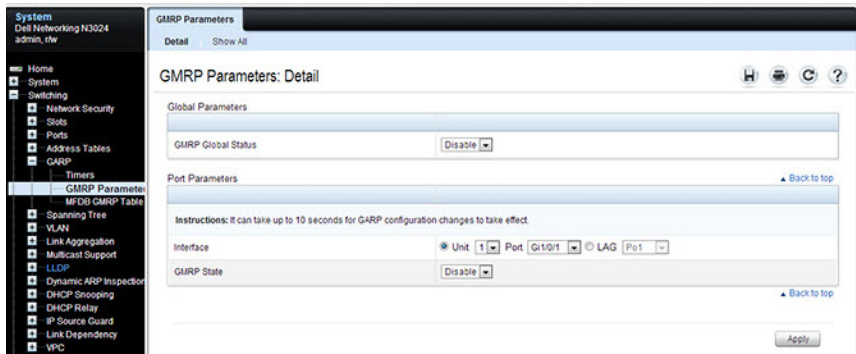 System
Dell Networking N3024
admin, r/w
Home
System
Switching
Network Security
Slots
Ports
Address Tables
GARP
Timers
GMRP Paramete
MFDB GMRP Table
Spanning Tree
VLAN
Link Aggregation
Multicast Support
LLDP
Dynamic ARP Inspection
DHCP Snooping
DHCP Relay
IP Source Guard
Link Dependency
VPC
GMRP Parameters
Detail Show All
GMRP Parameters: Detail
Global Parameters
GMRP Global Status Disable
Port Parameters Back to top
Instructions: It can take up to 10 seconds for GARP configuration changes to take effect.
Interface Unit 1 Port Gi1/0/1 LAG Po1
GMRP State Disable
Back to top
Apply